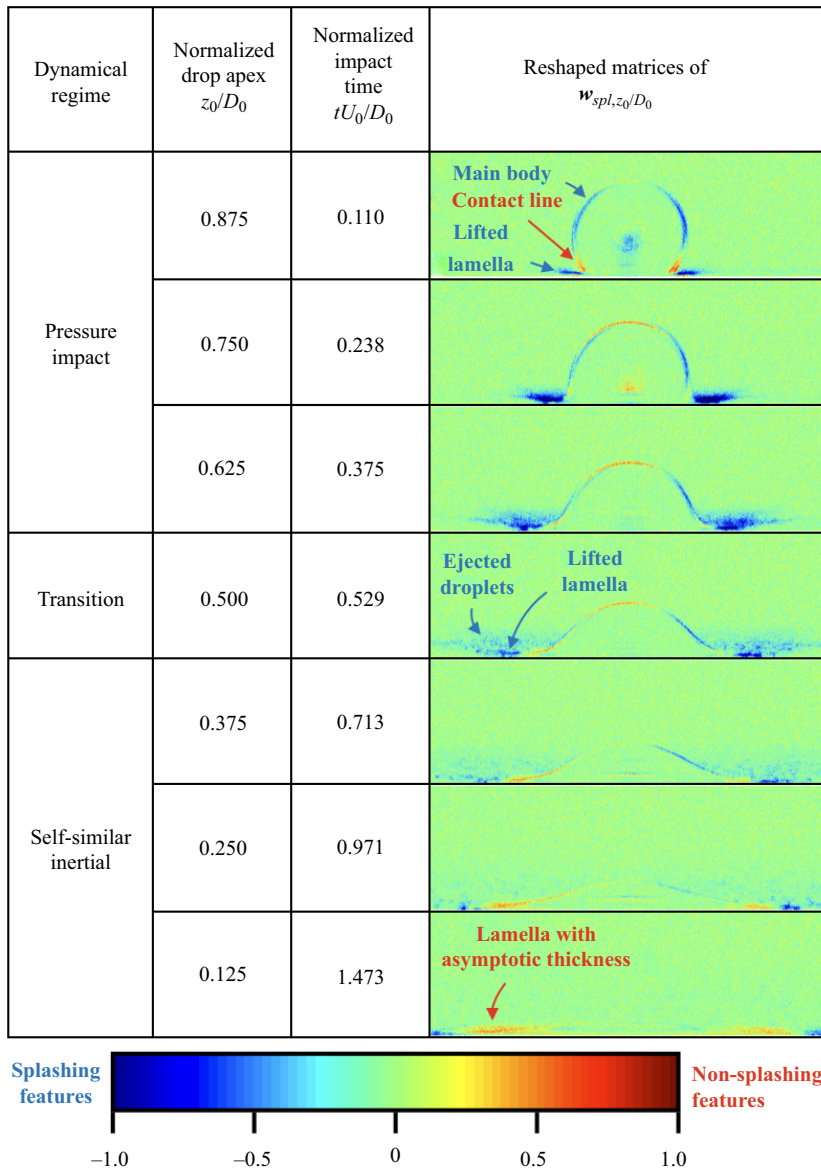 Dynamical
regime
Normalized
drop apex
z0/D0
Normalized
impact
time
tU0/D0
Reshaped matrices of
wspl,z0/D0
Pressure
impact
0.875
0.110
Main body
Contact line
Lifted
lamella
0.750
0.238
0.625
0.375
Transition
0.500
0.529
Ejected
droplets
Lifted
lamella
Self-similar
inertial
0.375
0.713
0.250
0.971
0.125
1.473
Lamella with
asymptotic thickness
Splashing
features
Non-splashing
features
–1.0
–0.5
0
0.5
1.0